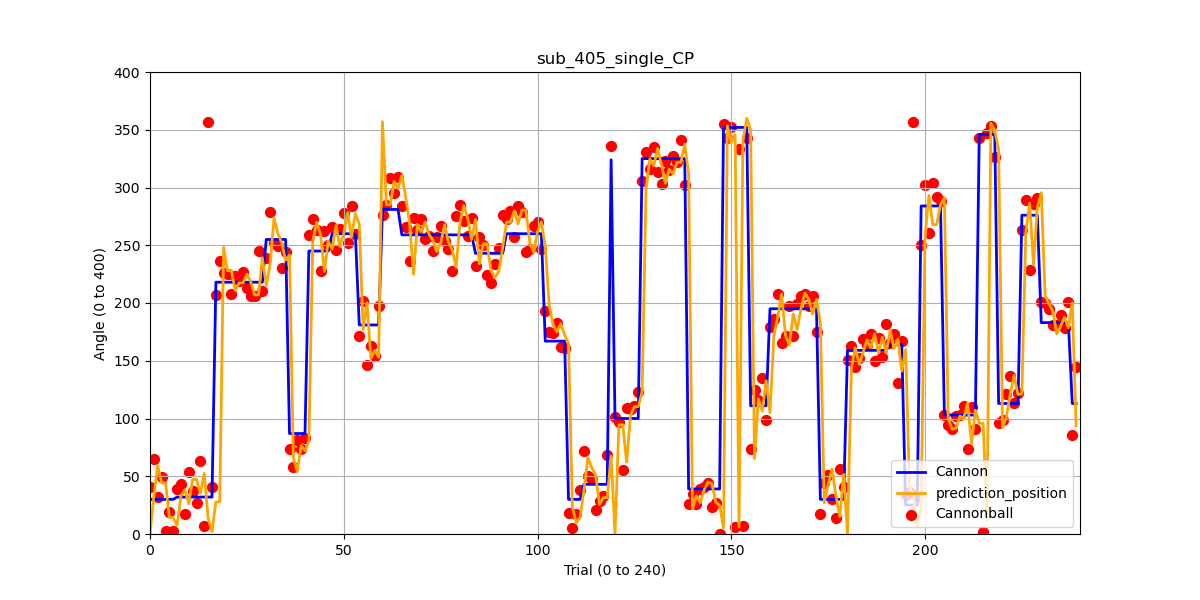 sub_405_single_CP
400
350
300
250
200
150
100
50
0
Angle (0 to 400)
0 50 100 150 200
Trial (0 to 240)
Cannon
prediction_position
Cannonball